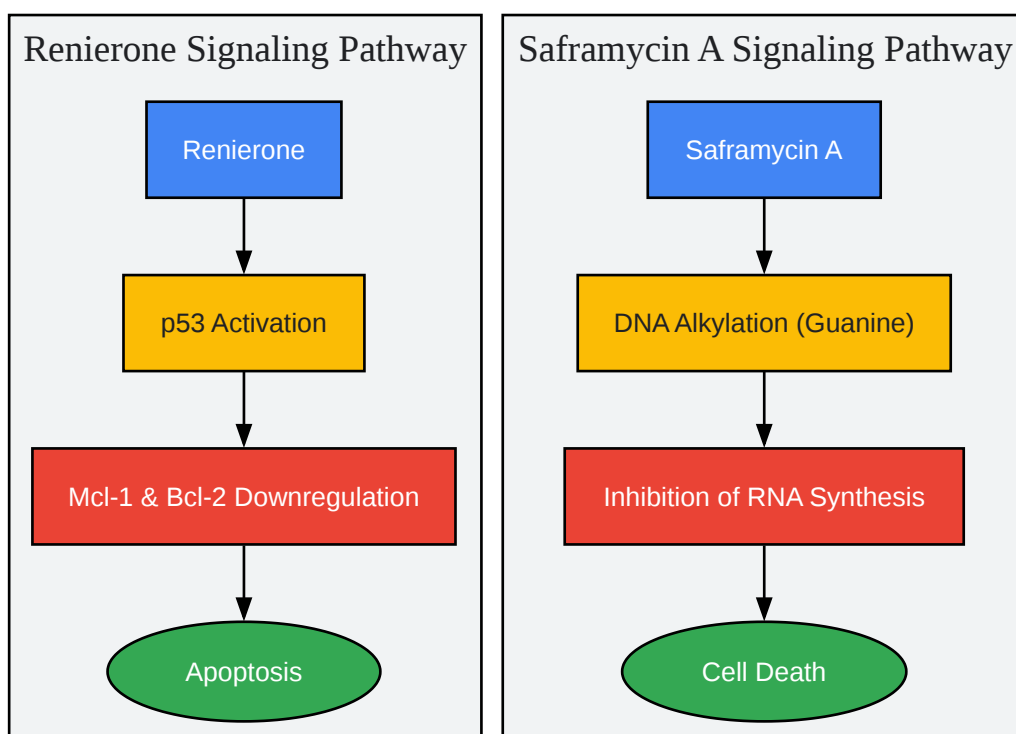 Renierone Signaling Pathway
Renierone
p53 Activation
Mcl-1 & Bcl-2 Downregulation
Apoptosis
Saframycin A Signaling Pathway
Saframycin A
DNA Alkylation (Guanine)
Inhibition of RNA Synthesis
Cell Death